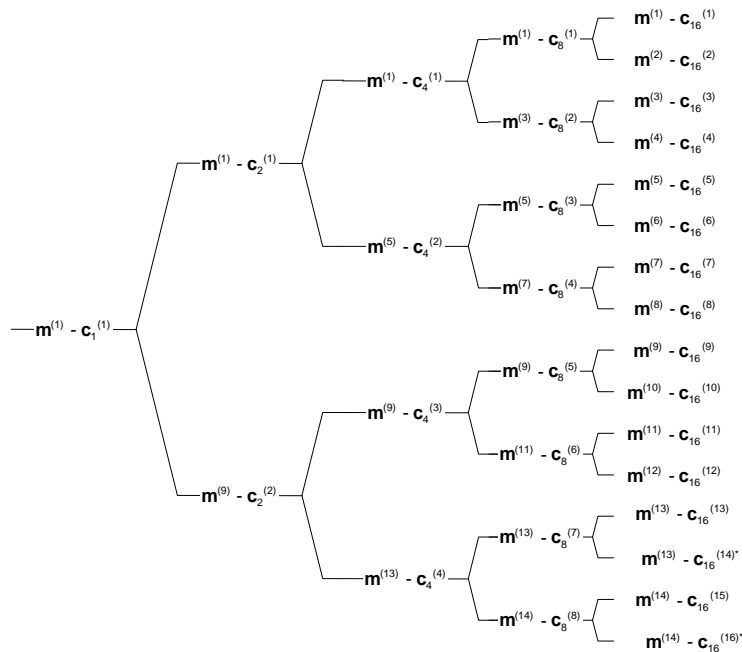 m(1) - c16(1)
m(1) - c8(1)
m(2) - c16(2)
m(1) - c4(1)
m(3) - c16(3)
m(3) - c8(2)
m(4) - c16(4)
m(1) - c2(1)
m(5) - c16(5)
m(5) - c8(3)
m(6) - c16(6)
m(5) - c4(2)
m(7) - c16(7)
m(7) - c8(4)
m(8) - c16(8)
m(1) - c1(1)
m(9) - c16(9)
m(9) - c8(5)
m(10) - c16(10)
m(9) - c4(3)
m(11) - c16(11)
m(11) - c8(6)
m(12) - c16(12)
m(9) - c2(2)
m(13) - c16(13)
m(13) - c8(7)
m(13) - c16(14)*
m(13) - c4(4)
m(14) - c16(15)
m(14) - c8(8)
m(14) - c16(16)*